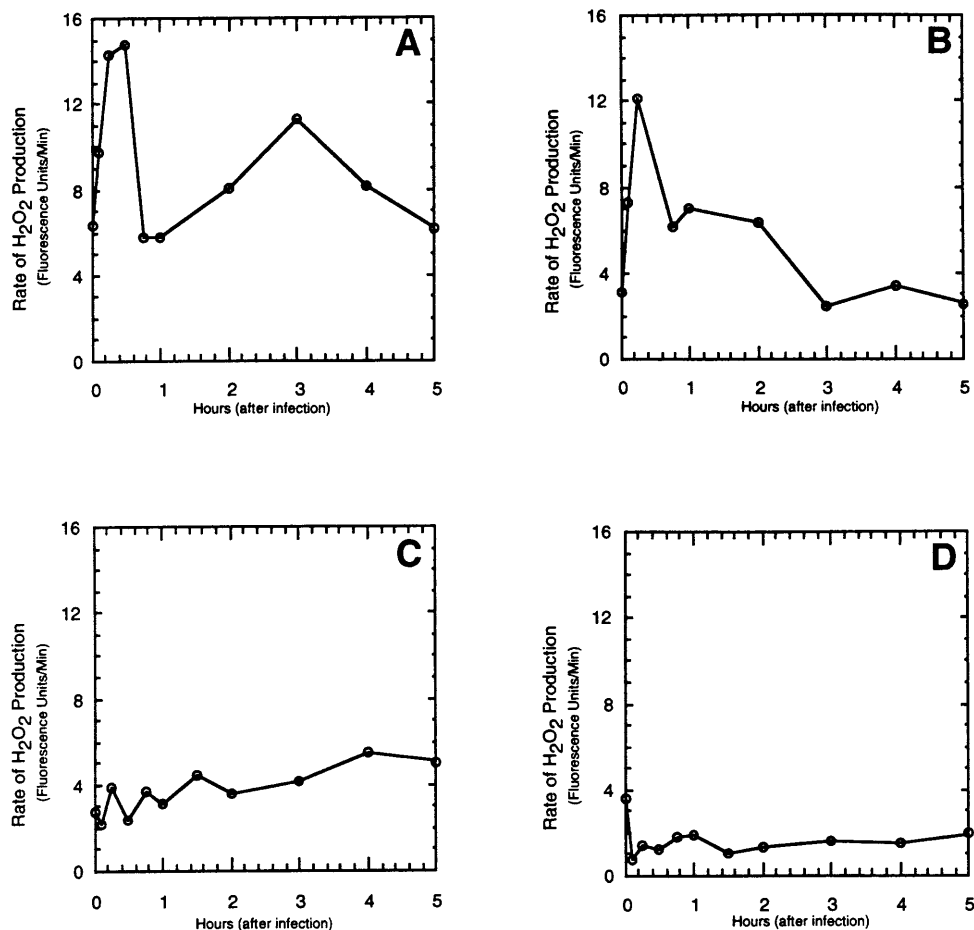 A
16
12
8
4
0
Rate of H2O2 Production
(Fluorescence Units/Min)
0 1 2 3 4 5
Hours (after infection)
B
16
12
8
4
0
Rate of H2O2 Production
(Fluorescence Units/Min)
0 1 2 3 4 5
Hours (after infection)
C
16
12
8
4
0
Rate of H2O2 Production
(Fluorescence Units/Min)
0 1 2 3 4 5
Hours (after infection)
D
16
12
8
4
0
Rate of H2O2 Production
(Fluorescence Units/Min)
0 1 2 3 4 5
Hours (after infection)